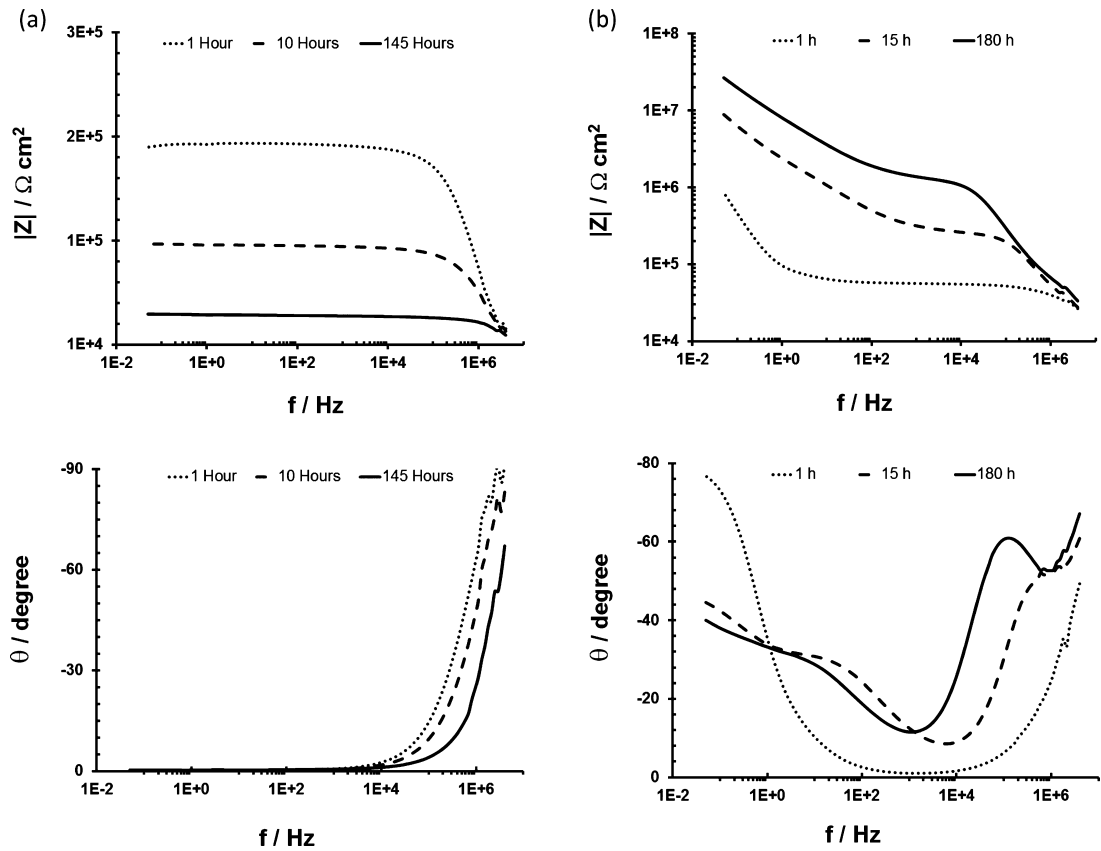 (a)
3E+5
2E+5
1E+5
1E+4
1 Hour 10 Hours 145 Hours
|Z| / Ω cm2
1E-2 1E+0 1E+2 1E+4 1E+6
f / Hz
(b)
1E+8
1E+7
1E+6
1E+5
1E+4
1 h 15 h 180 h
|Z| / Ω cm2
1E-2 1E+0 1E+2 1E+4 1E+6
f / Hz
-90
-60
-30
0
1 Hour 10 Hours 145 Hours
θ / degree
1E-2 1E+0 1E+2 1E+4 1E+6
f / Hz
-80
-60
-40
-20
0
1 h 15 h 180 h
θ / degree
1E-2 1E+0 1E+2 1E+4 1E+6
f / Hz